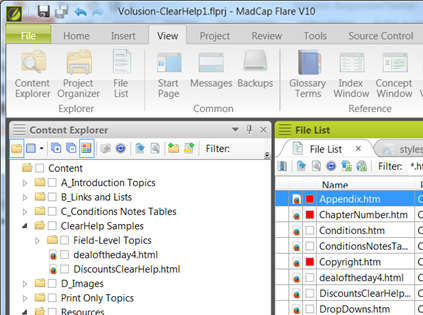 Volusion-ClearHelp1.flprj - MadCap Flare V10
File Home Insert View Project Review Tools Source Control
Content Explorer Project Organizer File List Start Page Messages Backups Glossary Terms Index Window Concept Window
Explorer Common Reference
Content Explorer
Filter:
Content
A_Introduction Topics
B_Links and Lists
C_Conditions Notes Tables
ClearHelp Samples
Field-Level Topics
dealoftheday4.html
DiscountsClearHelp.html
D_Images
Print Only Topics
Resources
File List
File List styles
Filter: *.h
Name
Appendix.htm
ChapterNumber.htm
Conditions.htm
ConditionsNotesTa...
Copyright.htm
dealoftheday4.html
DiscountsClearHelp...
DropDowns.htm